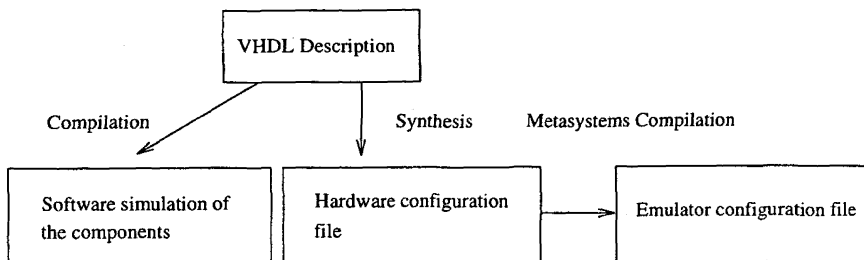 VHDL Description
Compilation
Synthesis
Metasystems Compilation
Software simulation of
the components
Hardware configuration
file
Emulator configuration file